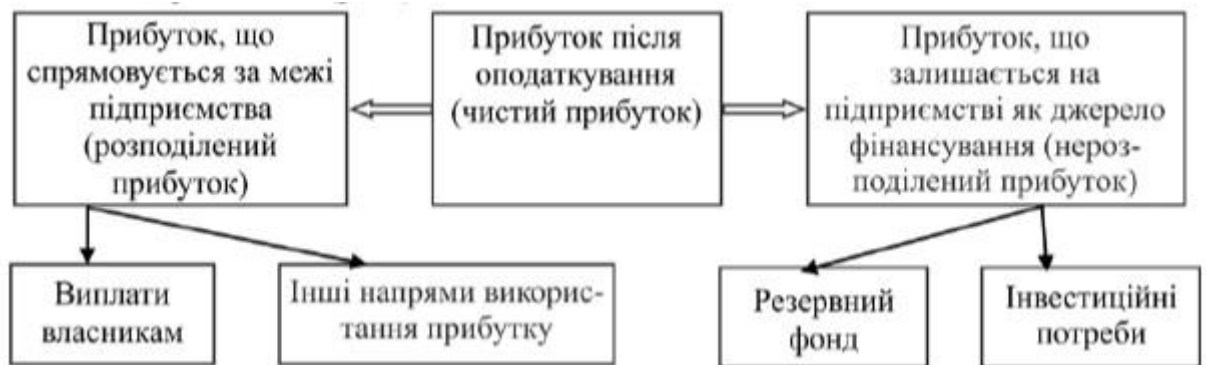 Прибуток, що
спрямовується за межі
підприємства
(розподілений
прибуток)
Прибуток після
оподаткування
(чистий прибуток)
Прибуток, що
залишається на
підприємстві як джерело
фінансування (нероз-
поділений прибуток)
Виплати
власникам
Інші напрями викорис-
тання прибутку
Резервний
фонд
Інвестиційні
потреби